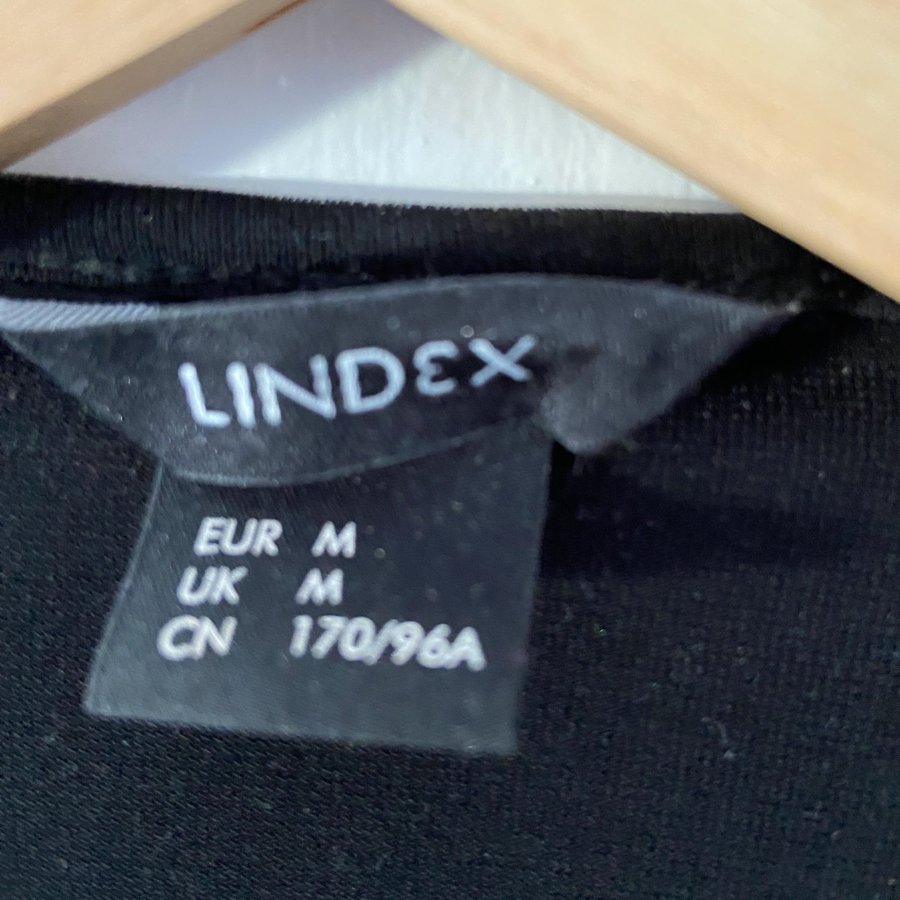 LINDEX
EUR M
UK M
CN 170/96A